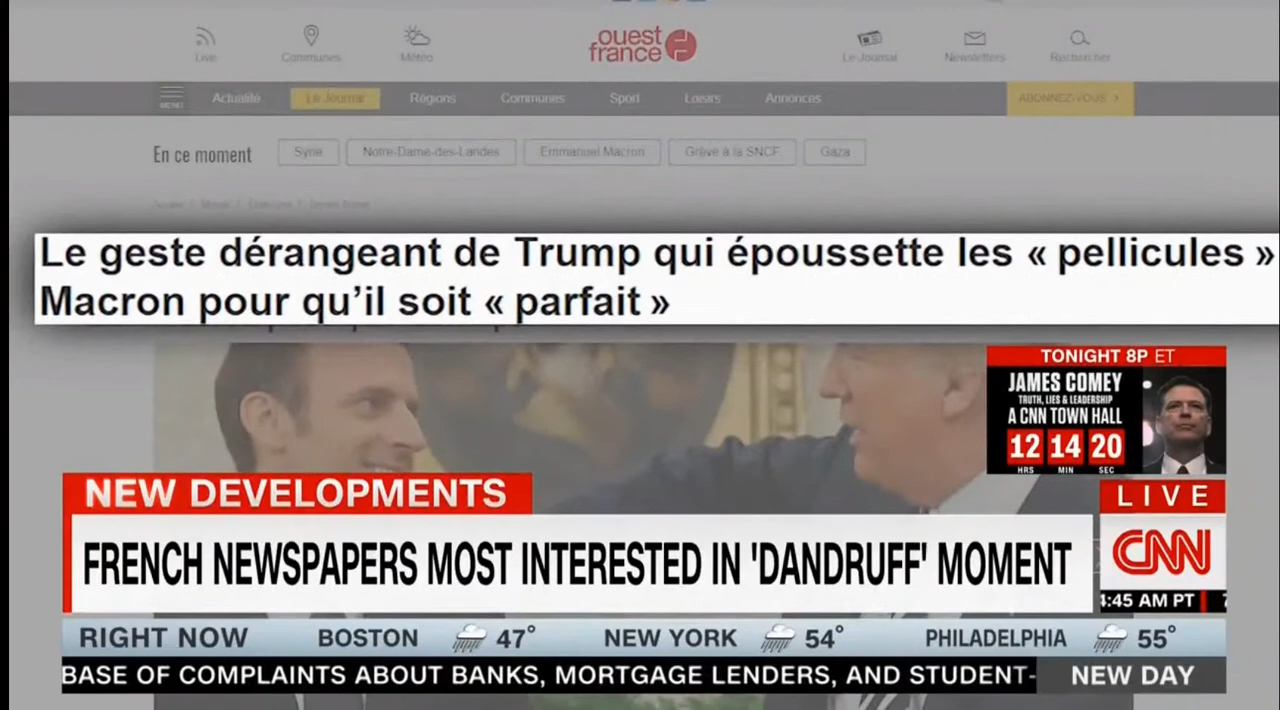 ouest
france
Live
Communes
Météo
Le Journal
Newsletters
Rechercher
MENU
Actualité
Le Journal
Régions
Communes
Sport
Loisirs
Annonces
ABONNEZ-VOUS >
En ce moment
Syrie
Notre-Dame-des-Landes
Emmanuel Macron
Grève à la SNCF
Gaza
Le geste dérangeant de Trump qui époussette les « pellicules »
Macron pour qu'il soit « parfait »
TONIGHT 8P ET
JAMES COMEY
TRUTH, LIES & LEADERSHIP
A CNN TOWN HALL
12 14 20
HRS MIN SEC
NEW DEVELOPMENTS
LIVE
FRENCH NEWSPAPERS MOST INTERESTED IN 'DANDRUFF' MOMENT
CNN
4:45 AM PT
RIGHT NOW BOSTON 47° NEW YORK 54° PHILADELPHIA 55°
BASE OF COMPLAINTS ABOUT BANKS, MORTGAGE LENDERS, AND STUDENT-
NEW DAY